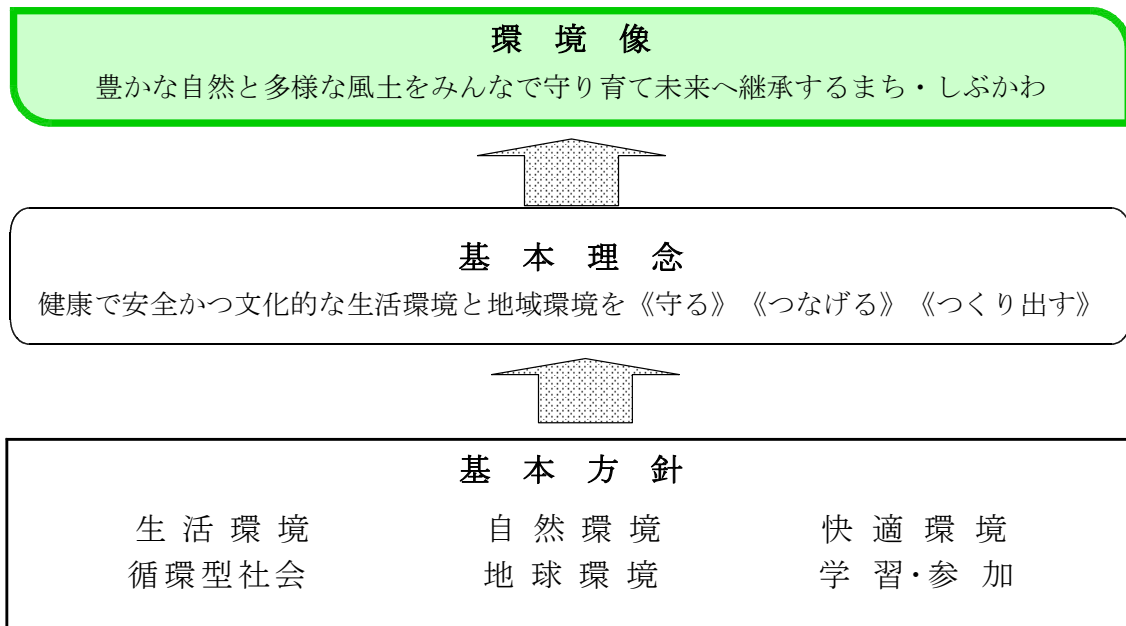 環境像
豊かな自然と多様な風土をみんなで守り育て未来へ継承するまち・しぶかわ
基本理念
健康で安全かつ文化的な生活環境と地域環境を《守る》《つなげる》《つくり出す》
基本方針
生活環境 自然環境 快適環境
循環型社会 地球環境 学習・参加